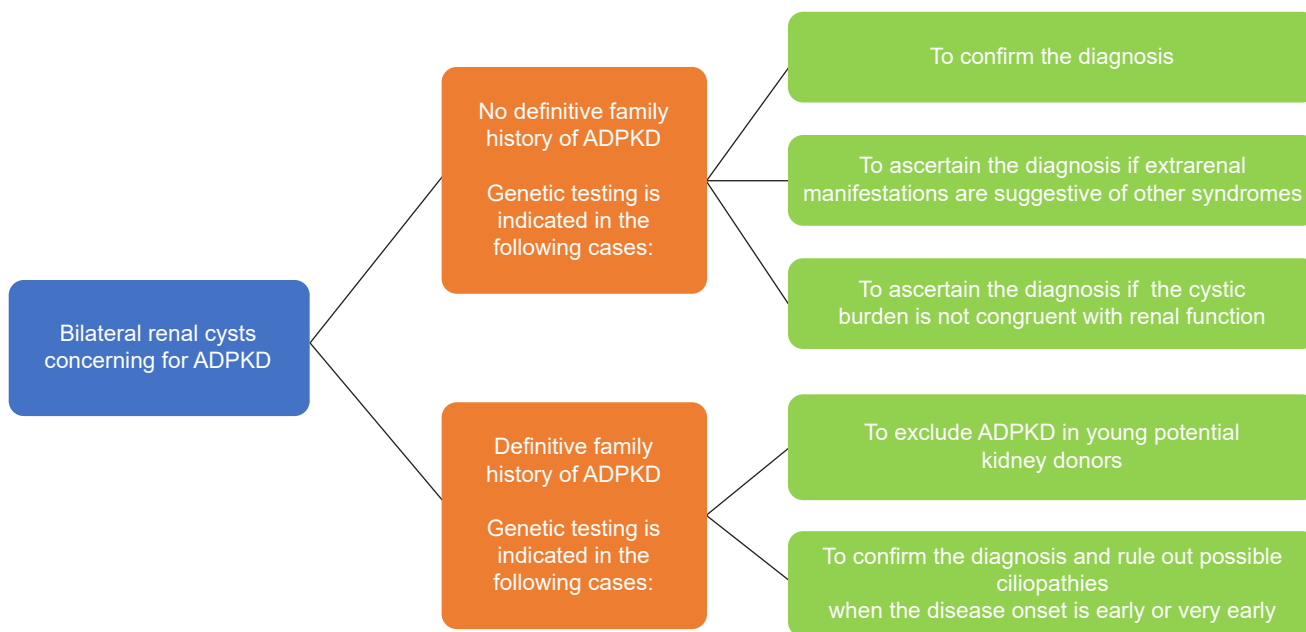 Bilateral renal cysts
concerning for ADPKD
No definitive family
history of ADPKD
Genetic testing is
indicated in the
following cases:
To confirm the diagnosis
To ascertain the diagnosis if extrarenal
manifestations are suggestive of other syndromes
To ascertain the diagnosis if the cystic
burden is not congruent with renal function
Definitive family
history of ADPKD
Genetic testing is
indicated in the
following cases:
To exclude ADPKD in young potential
kidney donors
To confirm the diagnosis and rule out possible
ciliopathies
when the disease onset is early or very early